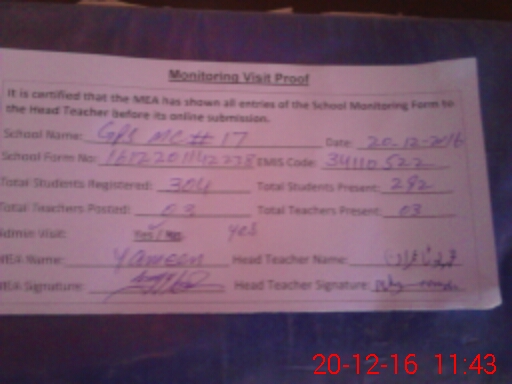 Monitoring Visit Proof
It is certified that the MEA has shown all entries of the School Monitoring Form to
the Head Teacher before its online submission.
School Name: GPS MC # 17 Date: 20-12-2016
School Form No: EMIS Code: 34110522
Total Students Registered: 304 Total Students Present: 292
Total Teachers Posted: 03 Total Teachers Present: 03
Admin Visit: Yes / No yes
MEA Name: Yameen Head Teacher Name:
MEA Signature: Head Teacher Signature:
20-12-16 11:43